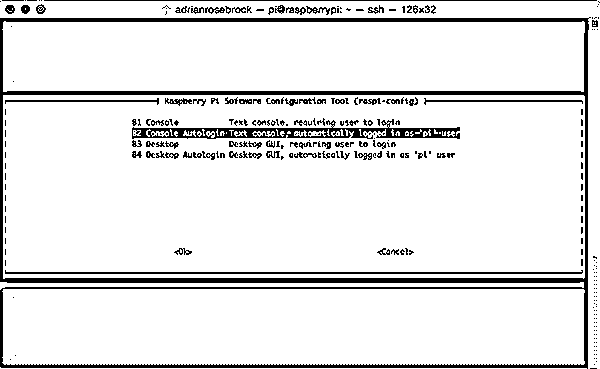 adrianrosebrock — pi@raspberrypi: ~ — ssh — 126x32
Raspberry Pi Software Configuration Tool (raspi-config)
B1 Console Text console, requiring user to login
B2 Console Autologin Text console, automatically logged in as 'pi' user
B3 Desktop Desktop GUI, requiring user to login
B4 Desktop Autologin Desktop GUI, automatically logged in as 'pi' user
<Ok> <Cancel>